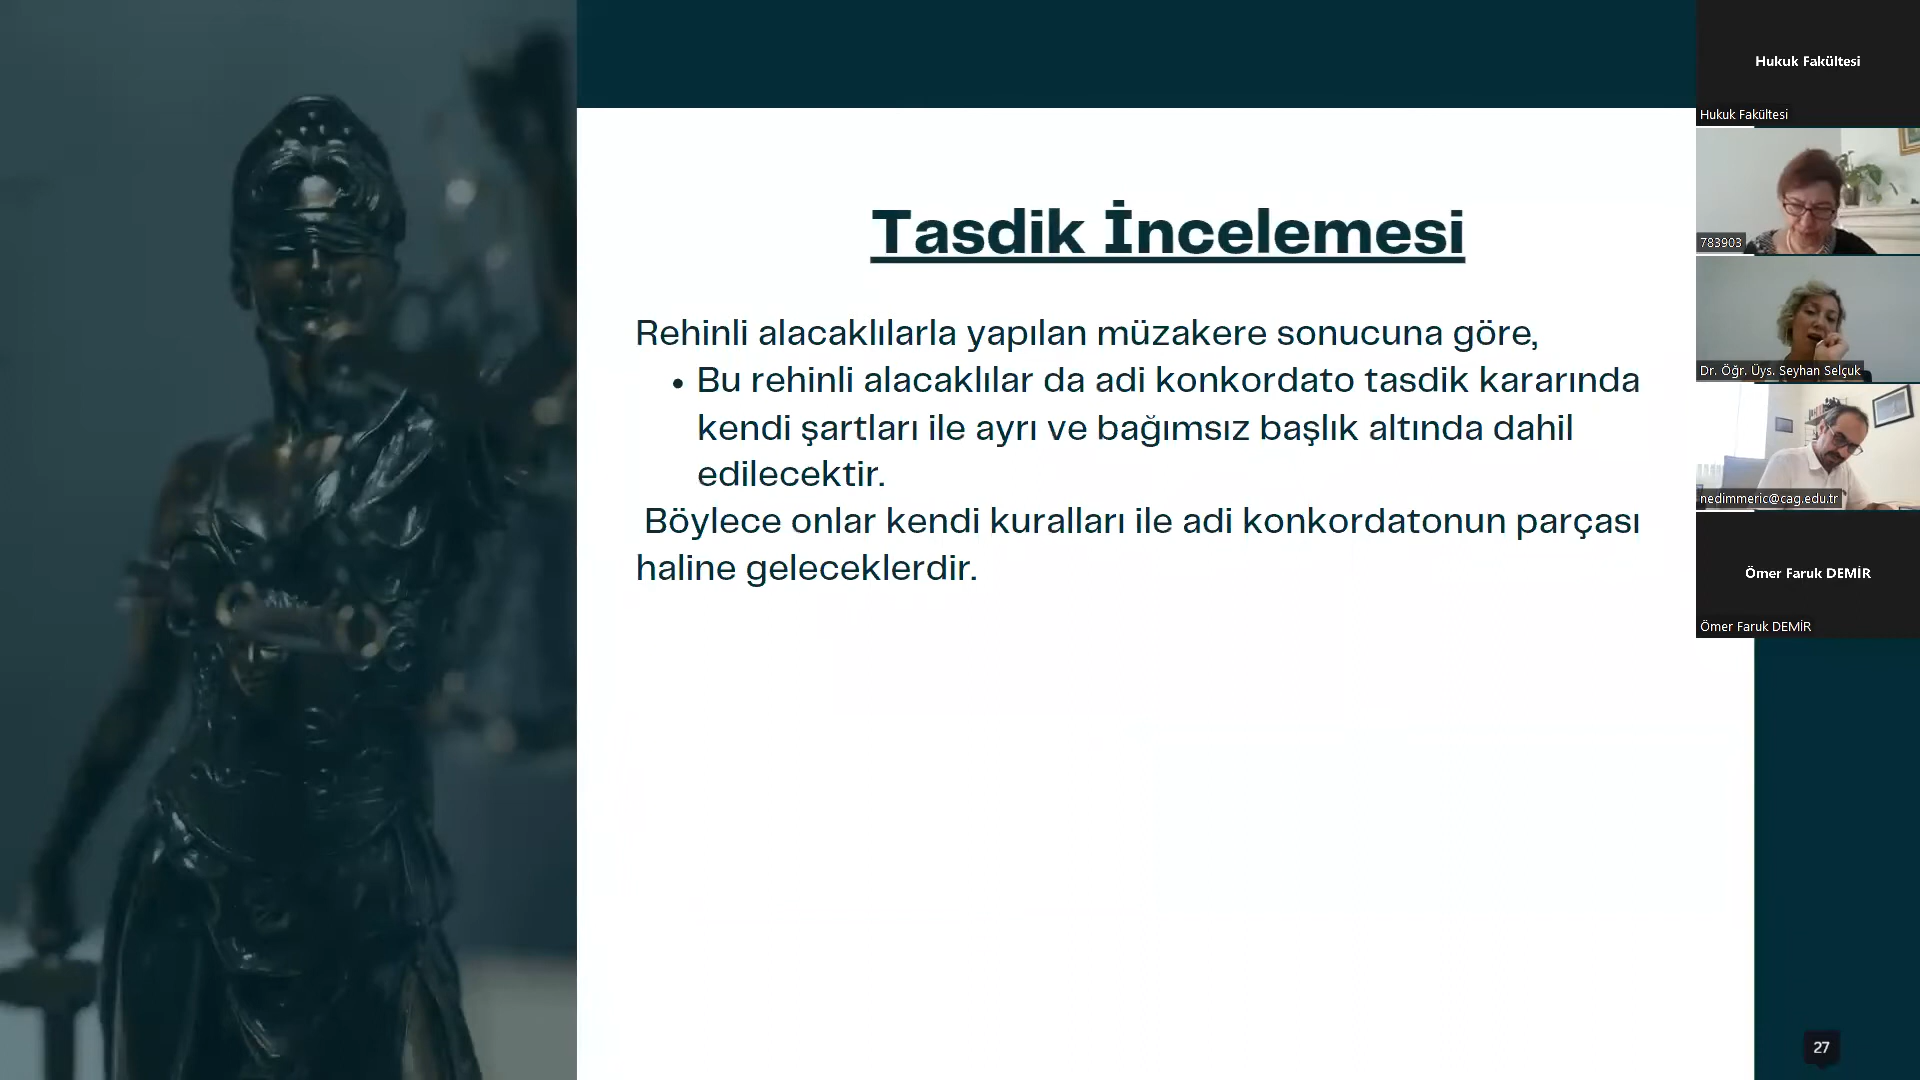 Tasdik İncelemesi
Rehinli alacaklılarla yapılan müzakere sonucuna göre,
• Bu rehinli alacaklılar da adi konkordato tasdik kararında
kendi şartları ile ayrı ve bağımsız başlık altında dahil
edilecektir.
Böylece onlar kendi kuralları ile adi konkordatonun parçası
haline geleceklerdir.
27
Hukuk Fakültesi
Hukuk Fakültesi
783903
Dr. Öğr. Üys. Seyhan Selçuk
nedimmeric@cag.edu.tr
Ömer Faruk DEMİR
Ömer Faruk DEMİR